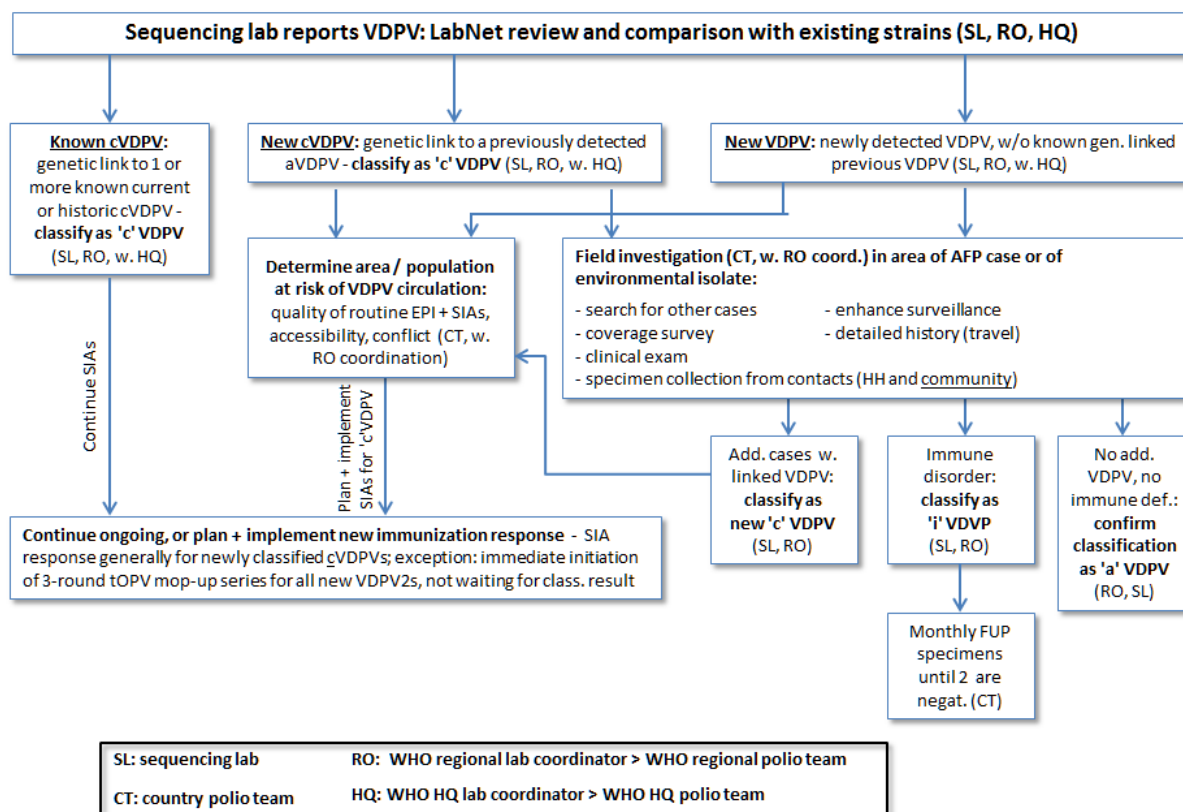 Sequencing lab reports VDPV: LabNet review and comparison with existing strains (SL, RO, HQ)
Known cVDPV:
genetic link to 1 or
more known current
or historic cVDPV -
classify as 'c' VDPV
(SL, RO, w. HQ)
New cVDPV: genetic link to a previously detected
aVDPV - classify as 'c' VDPV (SL, RO, w. HQ)
New VDPV: newly detected VDPV, w/o known gen. linked
previous VDPV (SL, RO, w. HQ)
Determine area / population
at risk of VDPV circulation:
quality of routine EPI + SIAs,
accessibility, conflict (CT, w.
RO coordination)
Field investigation (CT, w. RO coord.) in area of AFP case or of
environmental isolate:
- search for other cases
- coverage survey
- clinical exam
- specimen collection from contacts (HH and community)
- enhance surveillance
- detailed history (travel)
Continue SIAs
Plan + implement
SIAs for 'c'VDPV
Add. cases w.
linked VDPV:
classify as
new 'c' VDPV
(SL, RO)
Immune
disorder:
classify as
'i' VDVP
(SL, RO)
No add.
VDPV, no
immune def.:
confirm
classification
as 'a' VDPV
(RO, SL)
Continue ongoing, or plan + implement new immunization response - SIA
response generally for newly classified cVDPVs; exception: immediate initiation
of 3-round tOPV mop-up series for all new VDPV2s, not waiting for class. result
Monthly FUP
specimens
until 2 are
negat. (CT)
SL: sequencing lab
RO: WHO regional lab coordinator > WHO regional polio team
CT: country polio team
HQ: WHO HQ lab coordinator > WHO HQ polio team